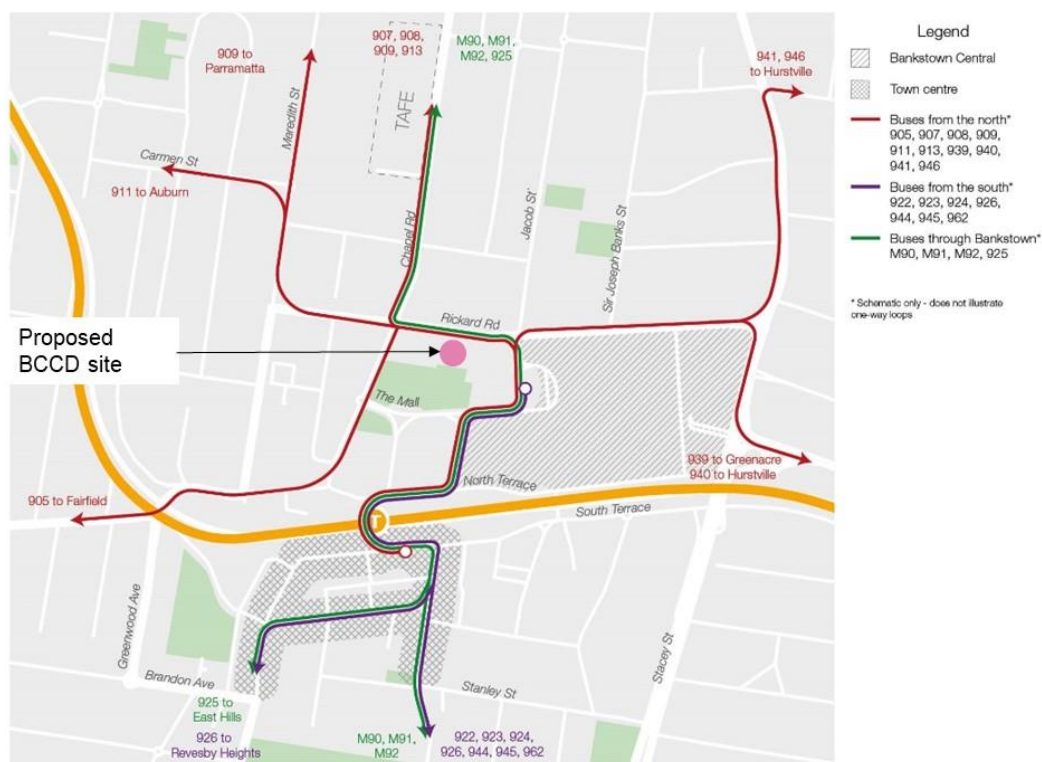 909 to
Parramatta
907, 908,
909, 913
M90, M91,
M92, 925
941, 946
to Hurstville
Meredith St
TAFE
Carmen St
911 to Auburn
Chapel Rd
Jacob St
Sir Joseph Banks St
Rickard Rd
Proposed
BCCD site
The Mall
939 to Greenacre
940 to Hurstville
North Terrace
905 to Fairfield
T
South Terrace
Greenwood Ave
Stacey St
Brandon Ave
Stanley St
925 to
East Hills
926 to
Revesby Heights
M90, M91,
M92
922, 923, 924,
926, 944, 945, 962
Legend
Bankstown Central
Town centre
Buses from the north*
905, 907, 908, 909,
911, 913, 939, 940,
941, 946
Buses from the south*
922, 923, 924, 926,
944, 945, 962
Buses through Bankstown*
M90, M91, M92, 925
* Schematic only - does not illustrate
one-way loops